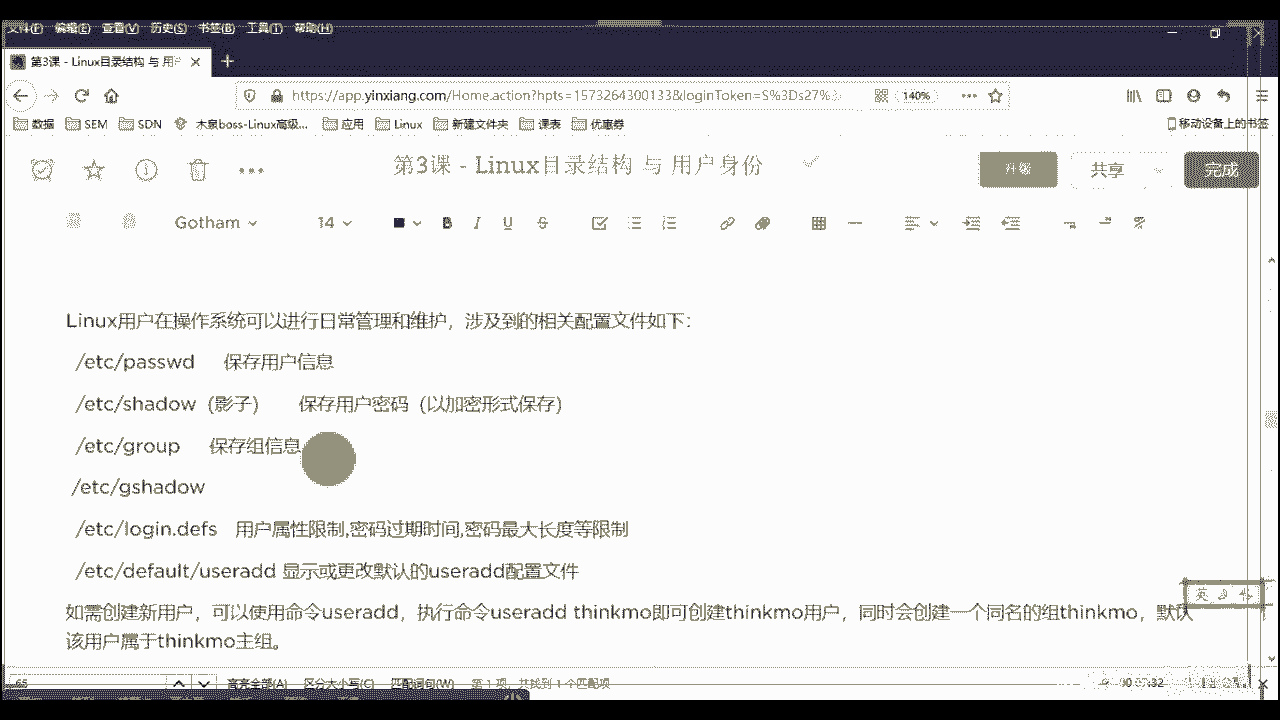 文件(F) 编辑(E) 查看(V) 历史(S) 书签(B) 工具(T) 帮助(H)
第3课 - Linux目录结构 与 用户
https://app.yinxiang.com/Home.action?hpts=1573264300133&loginToken=S%3Ds27%3 140%
数据 SEM SDN 木泉boss-Linux高级... 应用 Linux 新建文件夹 课表 优惠券 移动设备上的书签
第3课 - Linux目录结构 与 用户身份 升级 共享 完成
Gotham 14 B I U S
Linux用户在操作系统可以进行日常管理和维护，涉及到的相关配置文件如下：
/etc/passwd 保存用户信息
/etc/shadow（影子） 保存用户密码（以加密形式保存）
/etc/group 保存组信息
/etc/gshadow
/etc/login.defs 用户属性限制,密码过期时间,密码最大长度等限制
/etc/default/useradd 显示或更改默认的useradd配置文件
如需创建新用户，可以使用命令useradd，执行命令useradd thinkmo即可创建thinkmo用户，同时会创建一个同名的组thinkmo，默认
该用户属于thinkmo主组。
65 高亮全部(A) 区分大小写(C) 匹配词句(W) 第 1 项，共找到 1 个匹配项